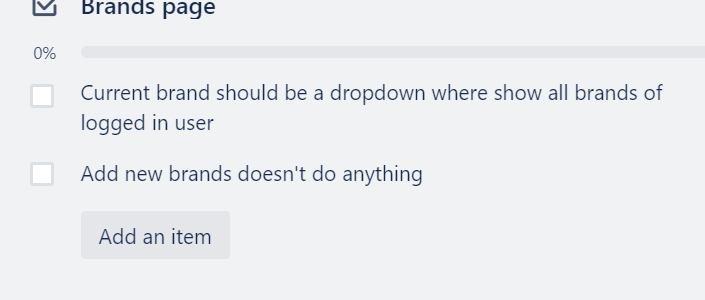 Brands page
0%
Current brand should be a dropdown where show all brands of
logged in user
Add new brands doesn't do anything
Add an item